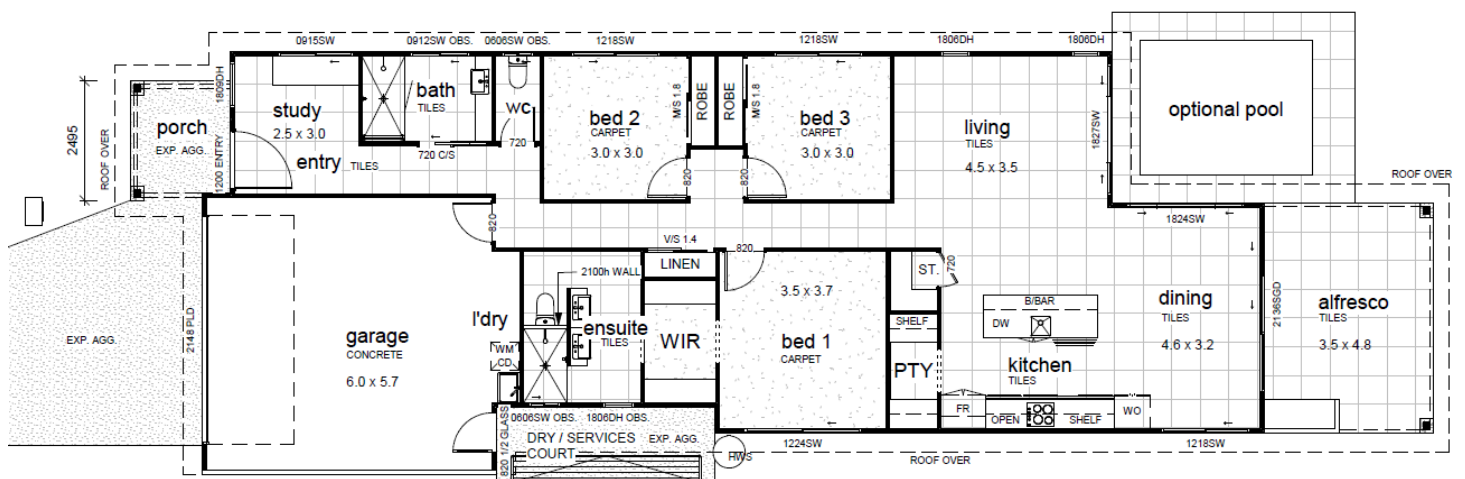 0915SW
0912SW OBS.
0606SW OBS.
1218SW
1218SW
1806DH
1806DH
2495
ROOF OVER
porch
EXP. AGG.
1809DH
1200 ENTRY
study
2.5 x 3.0
entry TILES
bath
TILES
720 C/S
WC
720
bed 2
CARPET
3.0 x 3.0
820
M/S 1.8
ROBE
ROBE
M/S 1.8
bed 3
CARPET
3.0 x 3.0
820
living
TILES
4.5 x 3.5
1827SW
optional pool
ROOF OVER
1824SW
EXP. AGG.
2148 PLD
garage
CONCRETE
6.0 x 5.7
820
l'dry
WM
CD
2100h WALL
ensuite
TILES
V/S 1.4
LINEN
WIR
820
3.5 x 3.7
bed 1
CARPET
ST.
720
SHELF
PTY
B/BAR
DW
kitchen
TILES
FR
OPEN
SHELF
WO
dining
TILES
4.6 x 3.2
2136SGD
alfresco
TILES
3.5 x 4.8
820 1/2 GLASS
0606SW OBS.
1806DH OBS.
DRY / SERVICES
COURT
EXP. AGG.
HWS
1224SW
1218SW
ROOF OVER